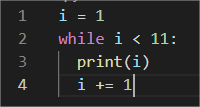 1 i = 1
2 while i < 11:
3   print(i)
4   i += 1